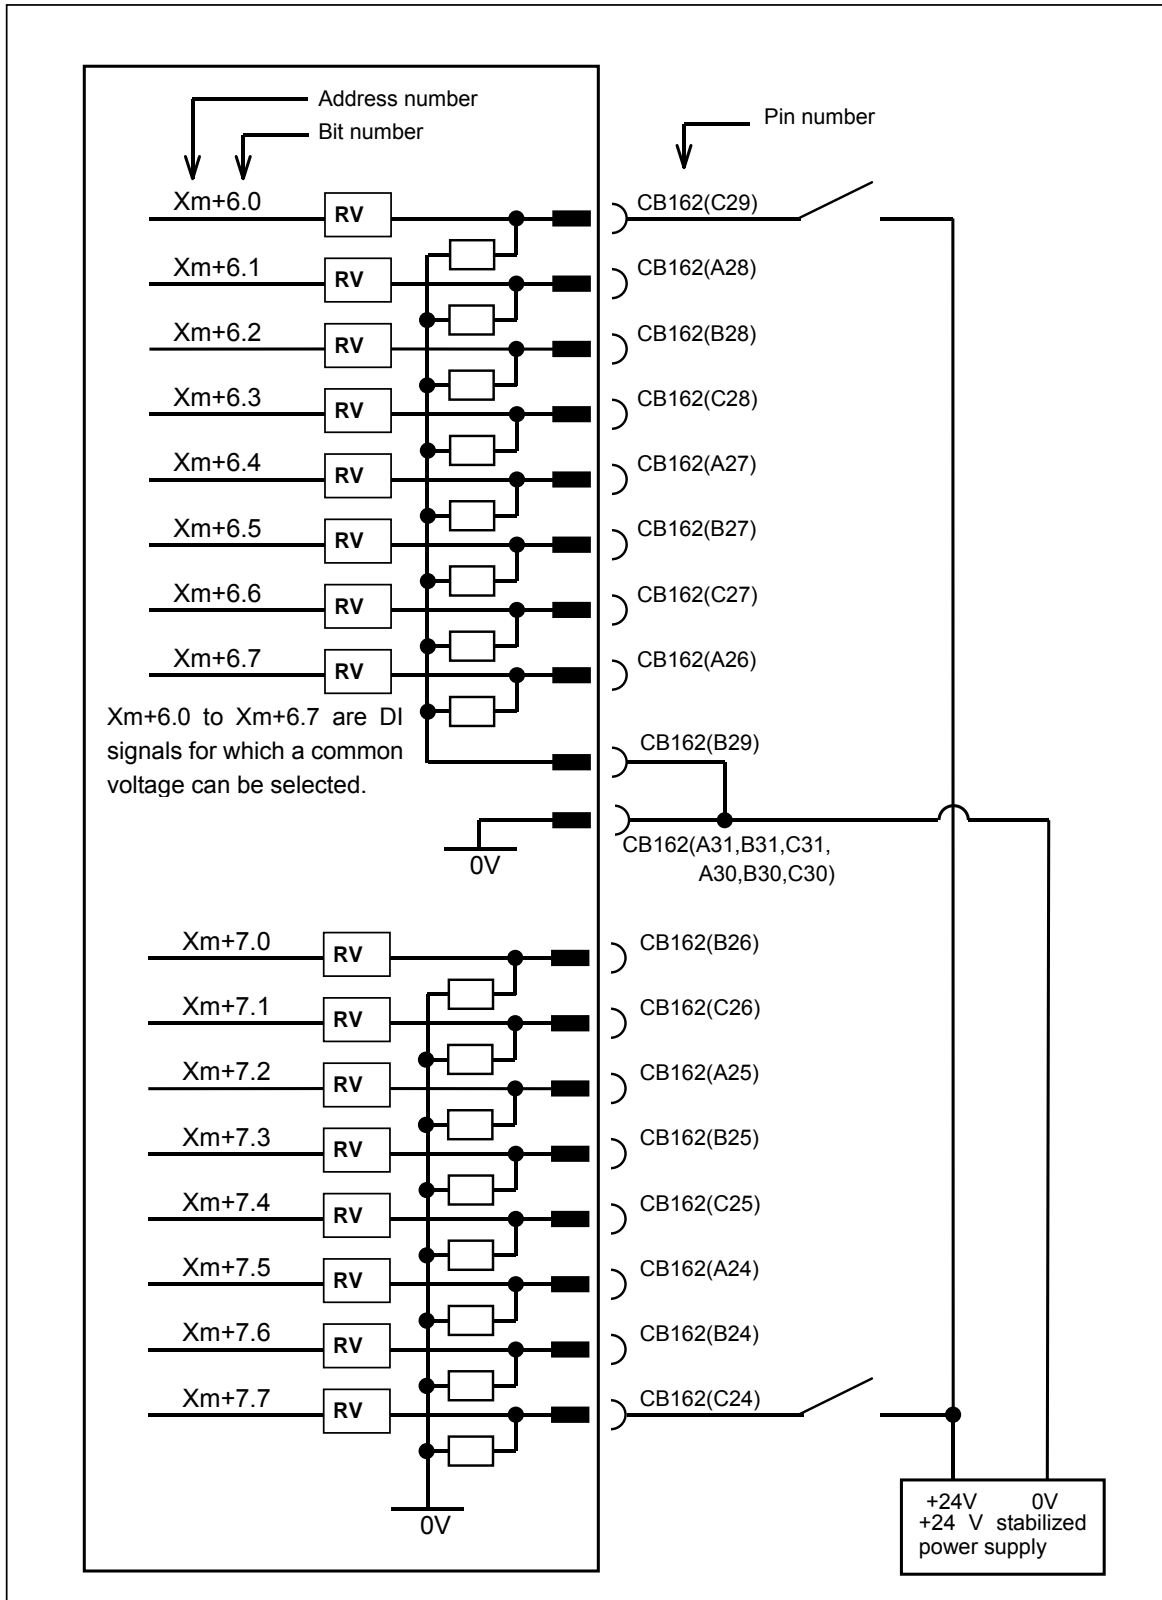 Address number
Bit number
Pin number
Xm+6.0 RV CB162(C29)
Xm+6.1 RV CB162(A28)
Xm+6.2 RV CB162(B28)
Xm+6.3 RV CB162(C28)
Xm+6.4 RV CB162(A27)
Xm+6.5 RV CB162(B27)
Xm+6.6 RV CB162(C27)
Xm+6.7 RV CB162(A26)
Xm+6.0 to Xm+6.7 are DI
signals for which a common
voltage can be selected.
CB162(B29)
0V
CB162(A31,B31,C31,
A30,B30,C30)
Xm+7.0 RV CB162(B26)
Xm+7.1 RV CB162(C26)
Xm+7.2 RV CB162(A25)
Xm+7.3 RV CB162(B25)
Xm+7.4 RV CB162(C25)
Xm+7.5 RV CB162(A24)
Xm+7.6 RV CB162(B24)
Xm+7.7 RV CB162(C24)
0V
+24V 0V
+24 V stabilized
power supply